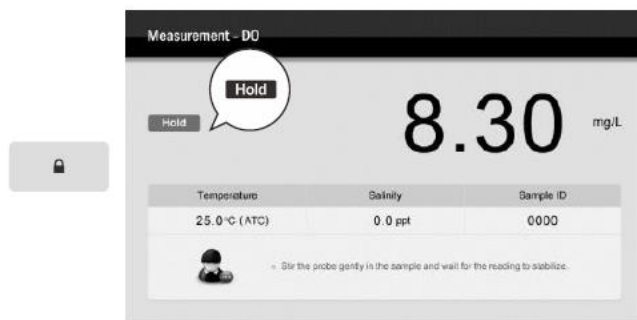 Measurement - DO
Hold
Hold
8.30 mg/L
Temperature Salinity Sample ID
25.0°C (ATC) 0.0 ppt 0000
Stir the probe gently in the sample and wait for the reading to stabilize.